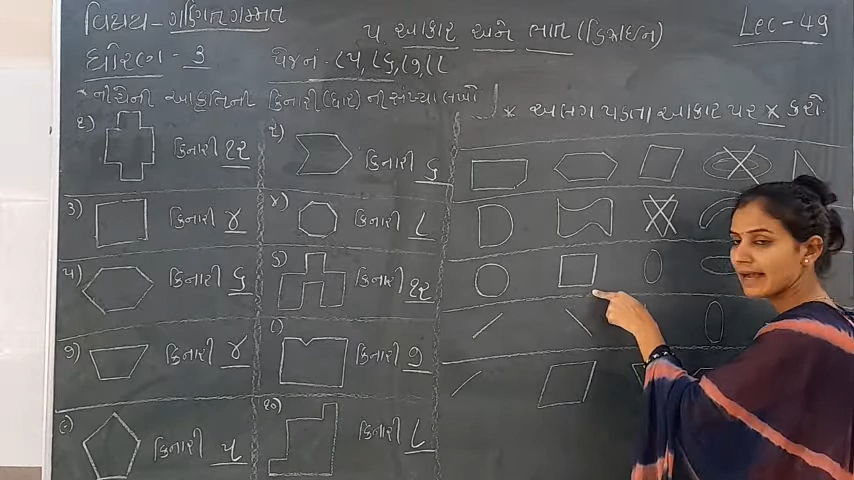 વિષય - ગણિતગમ્મત
૫ આકાર અને ભાત (ડિઝાઇન)
Lec - 49
ધોરણ - ૩
પેજનં - ૮૫, ૮૬, ૮૭, ૮૮
* નીચેની આકૃતિની કિનારી (ધાર) ની સંખ્યા લખો
* અલગ પડતા આકાર પર × કરો
૧) કિનારી ૧૨
૨) કિનારી ૬
૩) કિનારી ૪
૪) કિનારી ૮
૫) કિનારી ૬
૬) કિનારી ૧૨
૭) કિનારી ૪
૮) કિનારી ૭
૯) કિનારી ૫
૧૦) કિનારી ૮